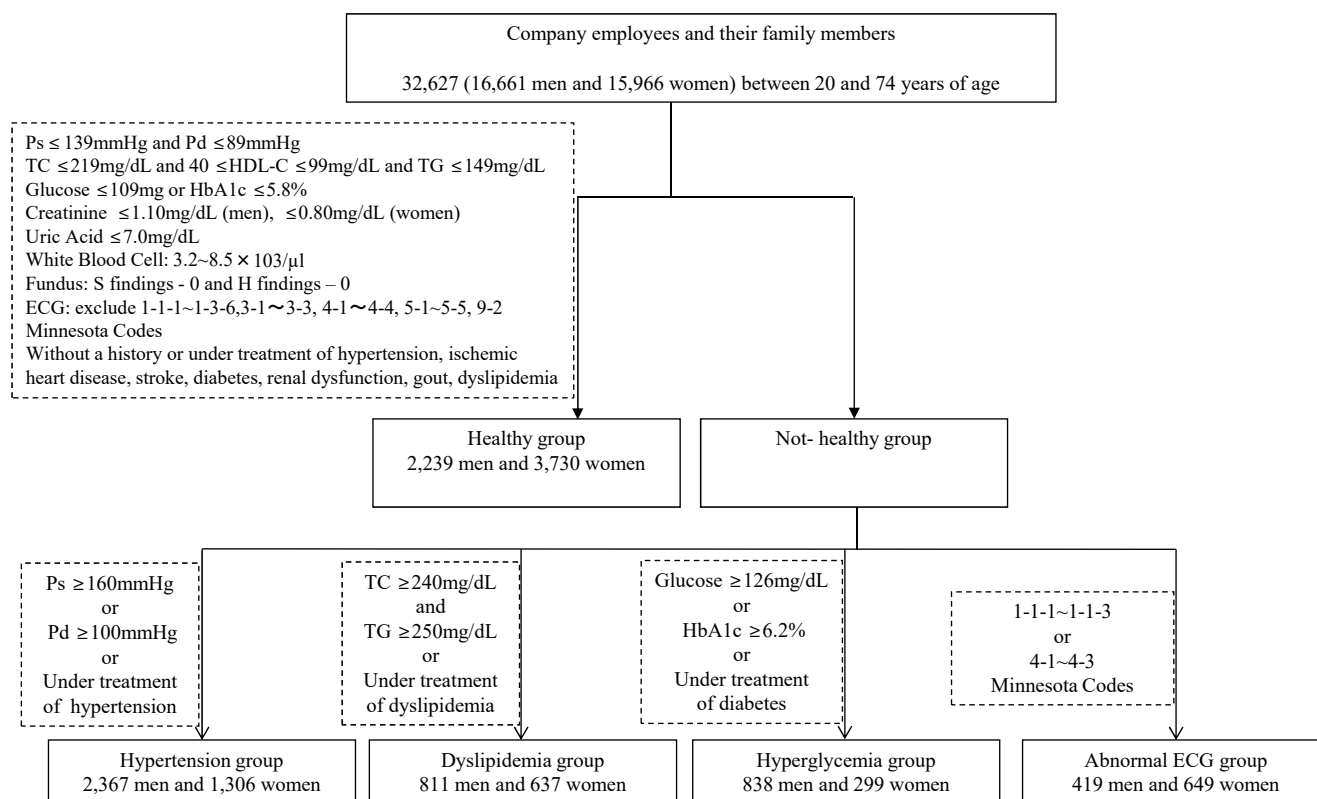 Company employees and their family members
32,627 (16,661 men and 15,966 women) between 20 and 74 years of age
Ps ≤ 139mmHg and Pd ≤89mmHg
TC ≤219mg/dL and 40 ≤HDL-C ≤99mg/dL and TG ≤149mg/dL
Glucose ≤109mg or HbA1c ≤5.8%
Creatinine ≤1.10mg/dL (men), ≤0.80mg/dL (women)
Uric Acid ≤7.0mg/dL
White Blood Cell: 3.2~8.5 × 103/μl
Fundus: S findings - 0 and H findings – 0
ECG: exclude 1-1-1~1-3-6,3-1～3-3, 4-1～4-4, 5-1~5-5, 9-2
Minnesota Codes
Without a history or under treatment of hypertension, ischemic
heart disease, stroke, diabetes, renal dysfunction, gout, dyslipidemia
Healthy group
2,239 men and 3,730 women
Not- healthy group
Ps ≥160mmHg
or
Pd ≥100mmHg
or
Under treatment
of hypertension
TC ≥240mg/dL
and
TG ≥250mg/dL
or
Under treatment
of dyslipidemia
Glucose ≥126mg/dL
or
HbA1c ≥6.2%
or
Under treatment
of diabetes
1-1-1~1-1-3
or
4-1~4-3
Minnesota Codes
Hypertension group
2,367 men and 1,306 women
Dyslipidemia group
811 men and 637 women
Hyperglycemia group
838 men and 299 women
Abnormal ECG group
419 men and 649 women